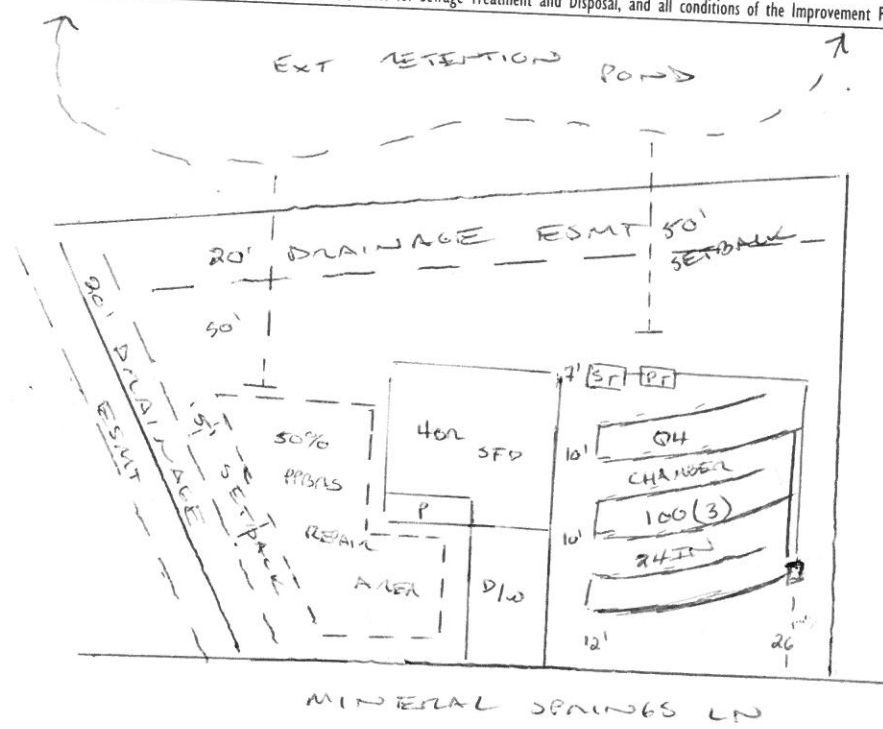 Sewage Treatment and Disposal, and all conditions of the Improvement P
EXT RETENTION POND
20' DRAINAGE ESMT 50' SETBACK
50'
20' DRAINAGE ESMT
5' SETBACK
50% PPBPS REPAIR AREA
4BR SFD
P
D/W
7' ST PT
10' Q4
CHAMBER
10' 100(3)
24IN
12' 26
MINERAL SPRINGS LN